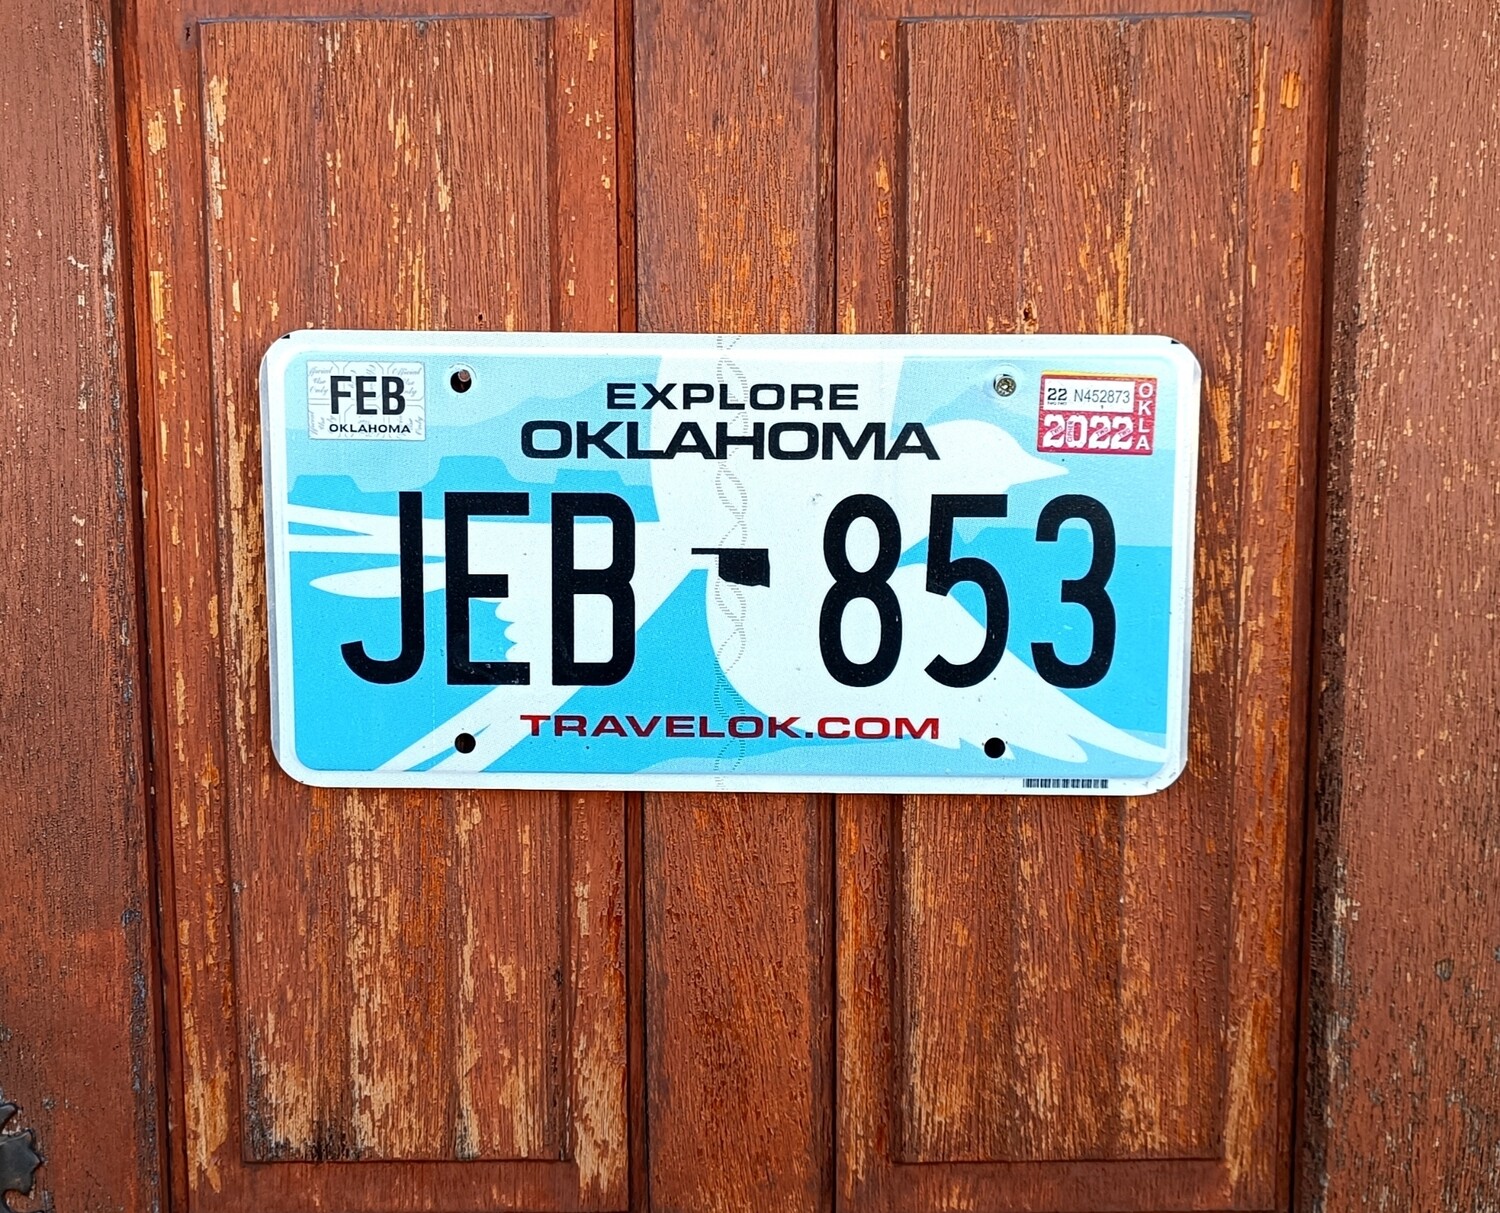 FEB
OKLAHOMA
EXPLORE
OKLAHOMA
22 N452873
2022
OKLA
JEB 853
TRAVELOK.COM